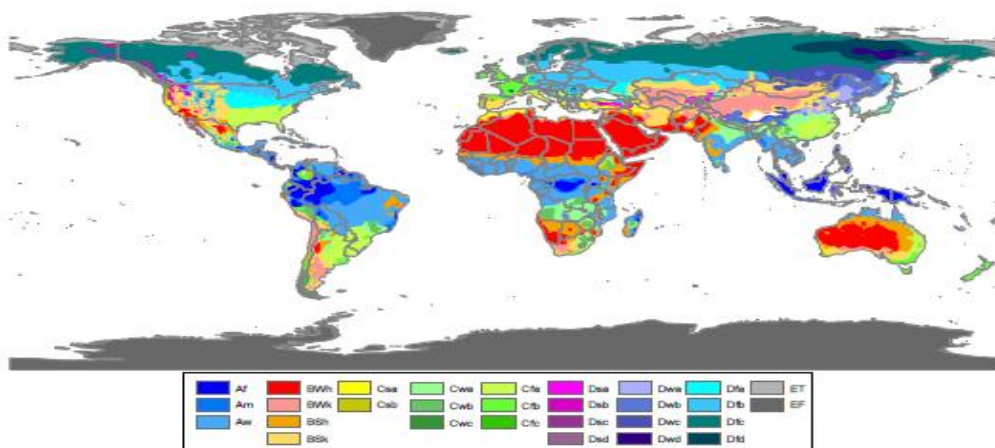 Af BWh Csa Cwa Cfa Dsa Dwa Dfa ET
Am BWk Csb Cwb Cfb Dsb Dwb Dfb EF
Aw BSh Cwc Cfc Dsc Dwc Dfc
BSk Dsd Dwd Dfd